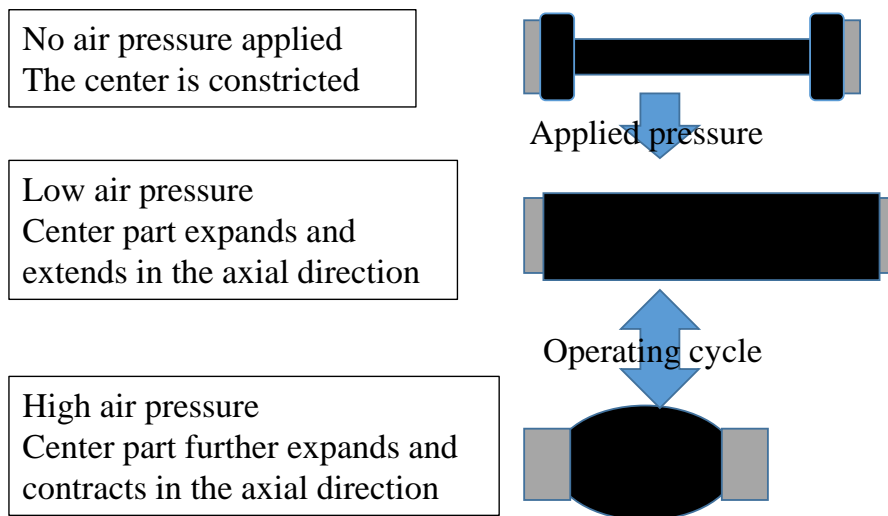 No air pressure applied
The center is constricted
Applied pressure
Low air pressure
Center part expands and
extends in the axial direction
Operating cycle
High air pressure
Center part further expands and
contracts in the axial direction